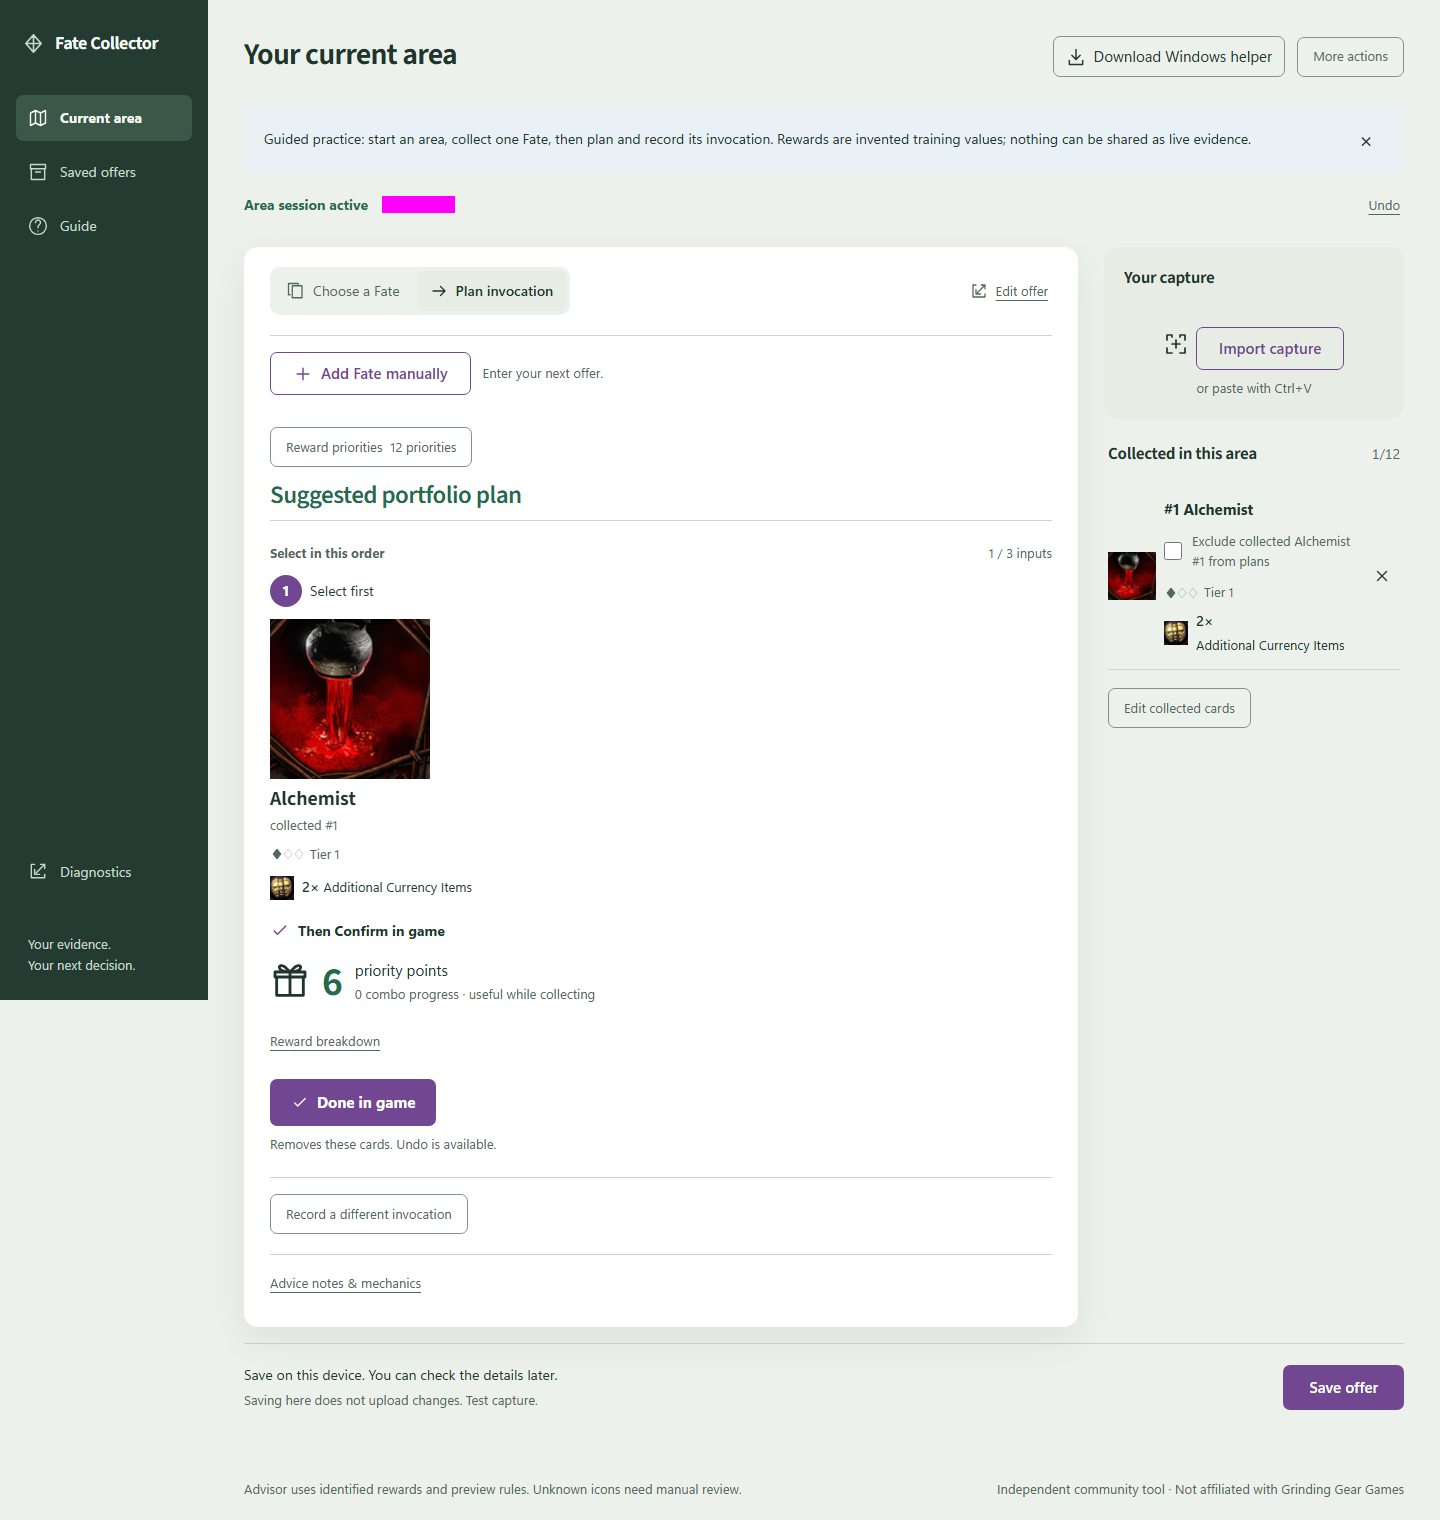 Fate Collector
Current area
Saved offers
Guide
Diagnostics
Your evidence.
Your next decision.
Your current area
Download Windows helper
More actions
Guided practice: start an area, collect one Fate, then plan and record its invocation. Rewards are invented training values; nothing can be shared as live evidence.
Area session active
Undo
Choose a Fate
Plan invocation
Edit offer
Add Fate manually
Enter your next offer.
Reward priorities 12 priorities
Suggested portfolio plan
Select in this order
1 / 3 inputs
1 Select first
Alchemist
collected #1
Tier 1
2× Additional Currency Items
Then Confirm in game
6 priority points
0 combo progress · useful while collecting
Reward breakdown
Done in game
Removes these cards. Undo is available.
Record a different invocation
Advice notes & mechanics
Your capture
Import capture
or paste with Ctrl+V
Collected in this area
1/12
#1 Alchemist
Exclude collected Alchemist
#1 from plans
Tier 1
2×
Additional Currency Items
Edit collected cards
Save on this device. You can check the details later.
Saving here does not upload changes. Test capture.
Save offer
Advisor uses identified rewards and preview rules. Unknown icons need manual review.
Independent community tool · Not affiliated with Grinding Gear Games